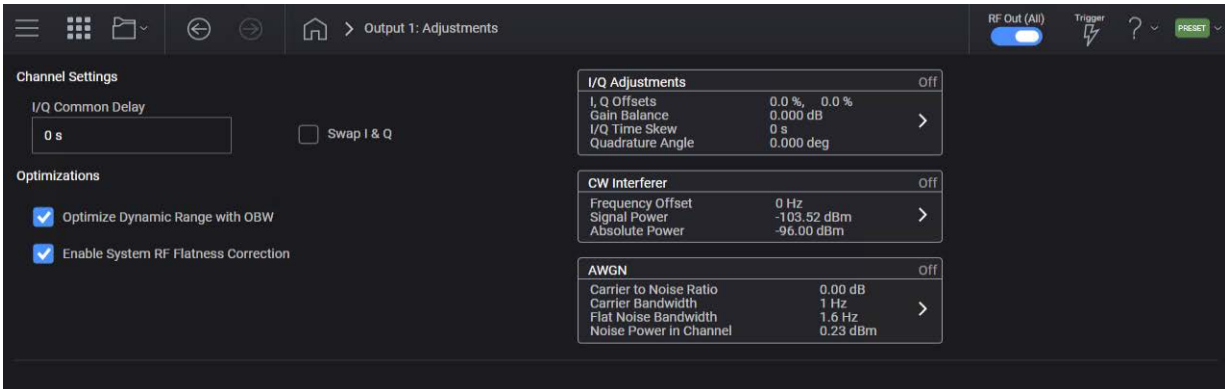 Output 1: Adjustments
RF Out (All)
Trigger
PRESET
Channel Settings
I/Q Common Delay
0 s
Swap I & Q
Optimizations
Optimize Dynamic Range with OBW
Enable System RF Flatness Correction
I/Q Adjustments Off
I, Q Offsets 0.0 %, 0.0 %
Gain Balance 0.000 dB
I/Q Time Skew 0 s
Quadrature Angle 0.000 deg
CW Interferer Off
Frequency Offset 0 Hz
Signal Power -103.52 dBm
Absolute Power -96.00 dBm
AWGN Off
Carrier to Noise Ratio 0.00 dB
Carrier Bandwidth 1 Hz
Flat Noise Bandwidth 1.6 Hz
Noise Power in Channel 0.23 dBm